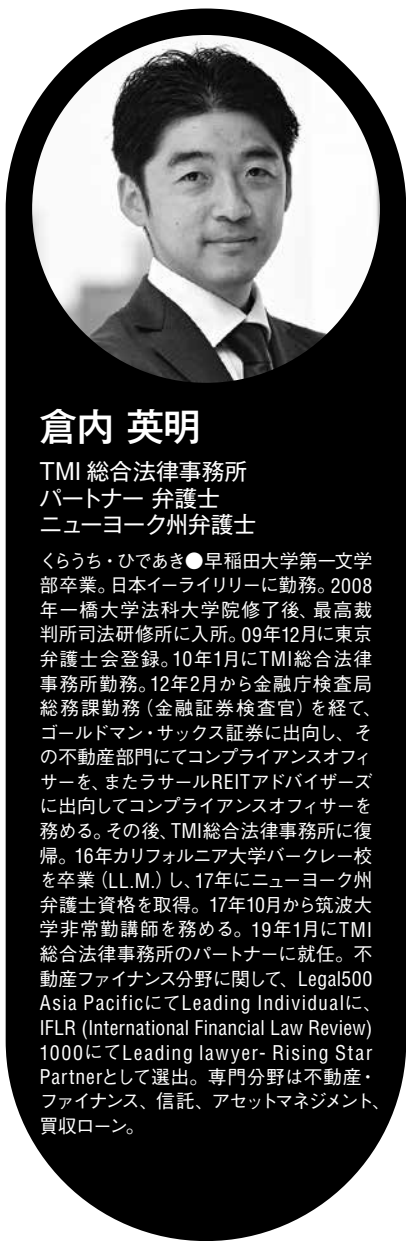 倉内 英明
TMI 総合法律事務所
パートナー 弁護士
ニューヨーク州弁護士
くらうち・ひであき●早稲田大学第一文学
部卒業。日本イーライリリーに勤務。2008
年一橋大学法科大学院修了後、最高裁
判所司法研修所に入所。09年12月に東京
弁護士会登録。10年1月にTMI総合法律
事務所勤務。12年2月から金融庁検査局
総務課勤務（金融証券検査官）を経て、
ゴールドマン・サックス証券に出向し、そ
の不動産部門にてコンプライアンスオフィ
サーを、またラサールREITアドバイザーズ
に出向してコンプライアンスオフィサーを
務める。その後、TMI総合法律事務所に復
帰。16年カリフォルニア大学バークレー校
を卒業（LL.M.）し、17年にニューヨーク州
弁護士資格を取得。17年10月から筑波大
学非常勤講師を務める。19年1月にTMI
総合法律事務所のパートナーに就任。不
動産ファイナンス分野に関して、Legal500
Asia PacificにてLeading Individualに、
IFLR (International Financial Law Review)
1000にてLeading lawyer- Rising Star
Partnerとして選出。専門分野は不動産・
ファイナンス、信託、アセットマネジメント、
買収ローン。